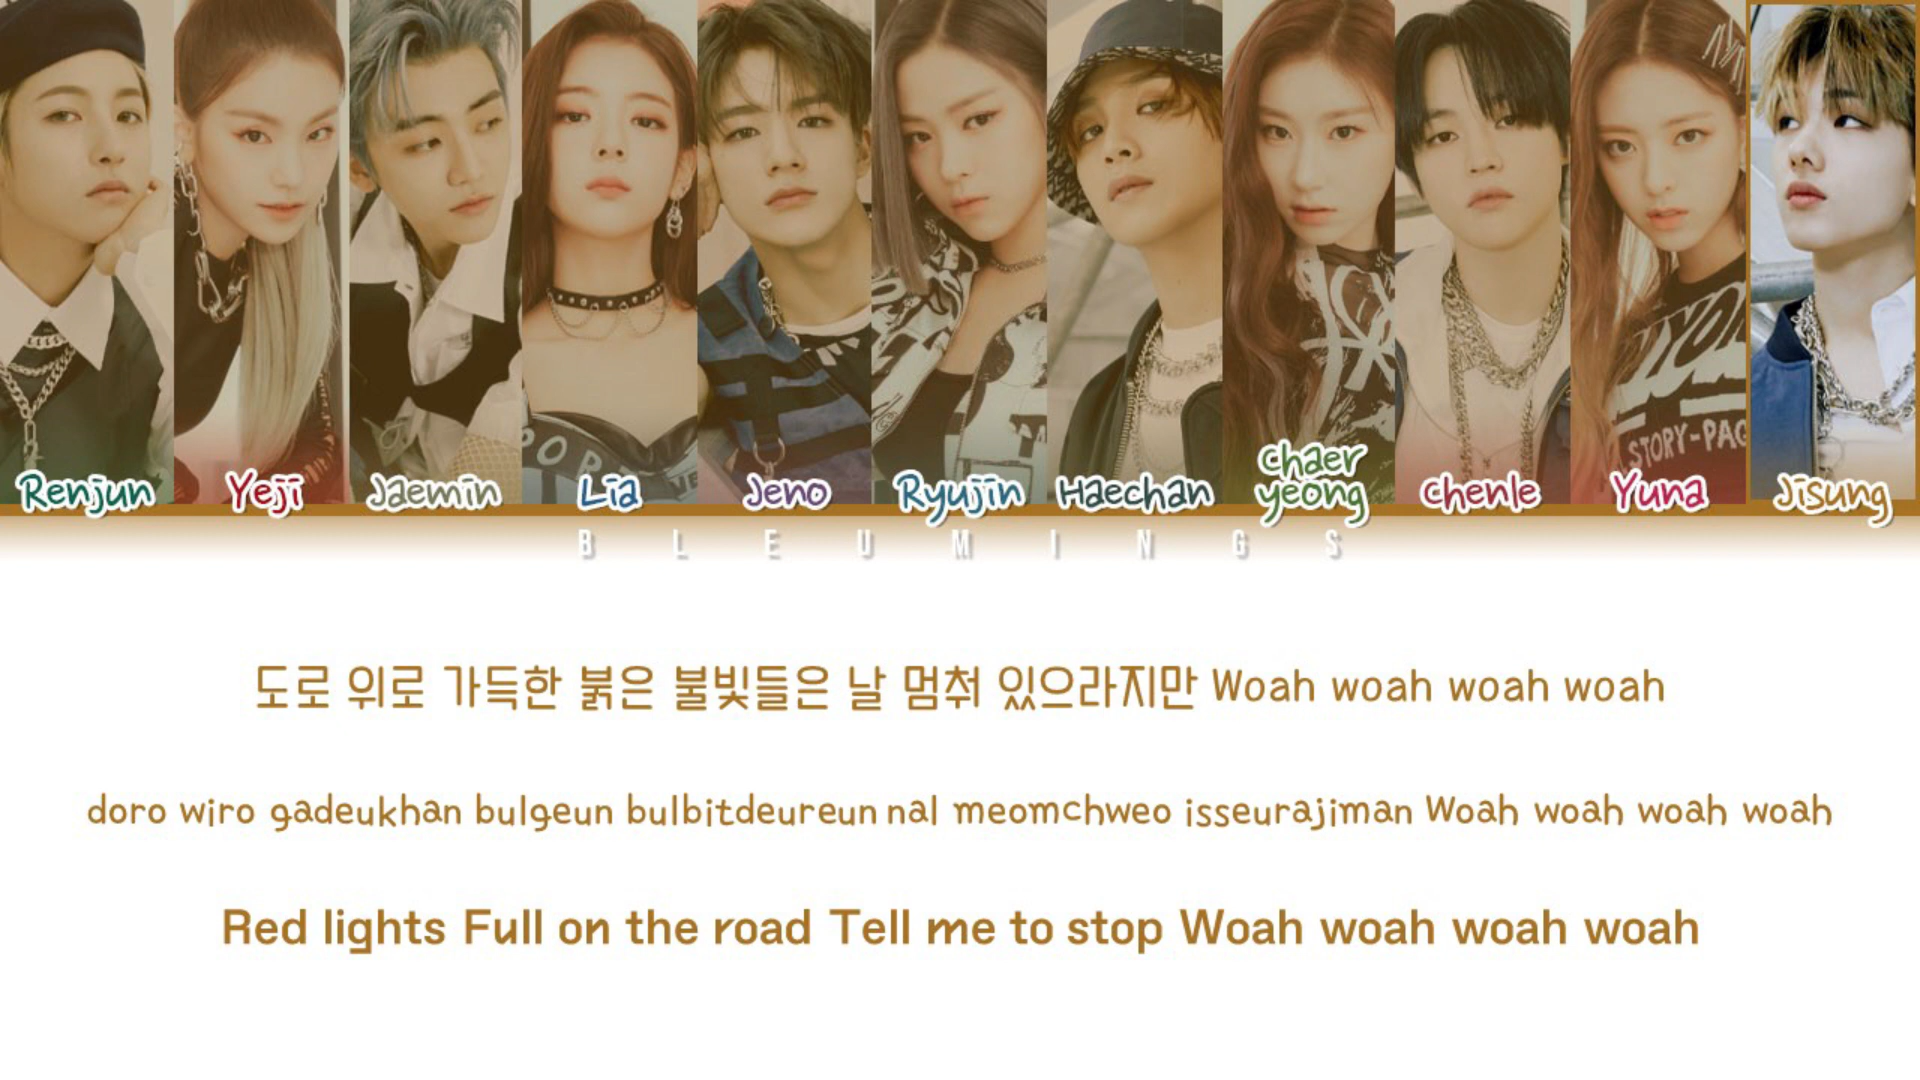 STORY-PAG
Renjun Yeji Jaemin Lia Jeno Ryujin Haechan chaer yeong chenle Yuna Jisung
BLEUMINGS
도로 위로 가득한 붉은 불빛들은 날 멈춰 있으라지만 Woah woah woah woah
doro wiro gadeukhan bulgeun bulbitdeureun nal meomchweo isseurajiman Woah woah woah woah
Red lights Full on the road Tell me to stop Woah woah woah woah